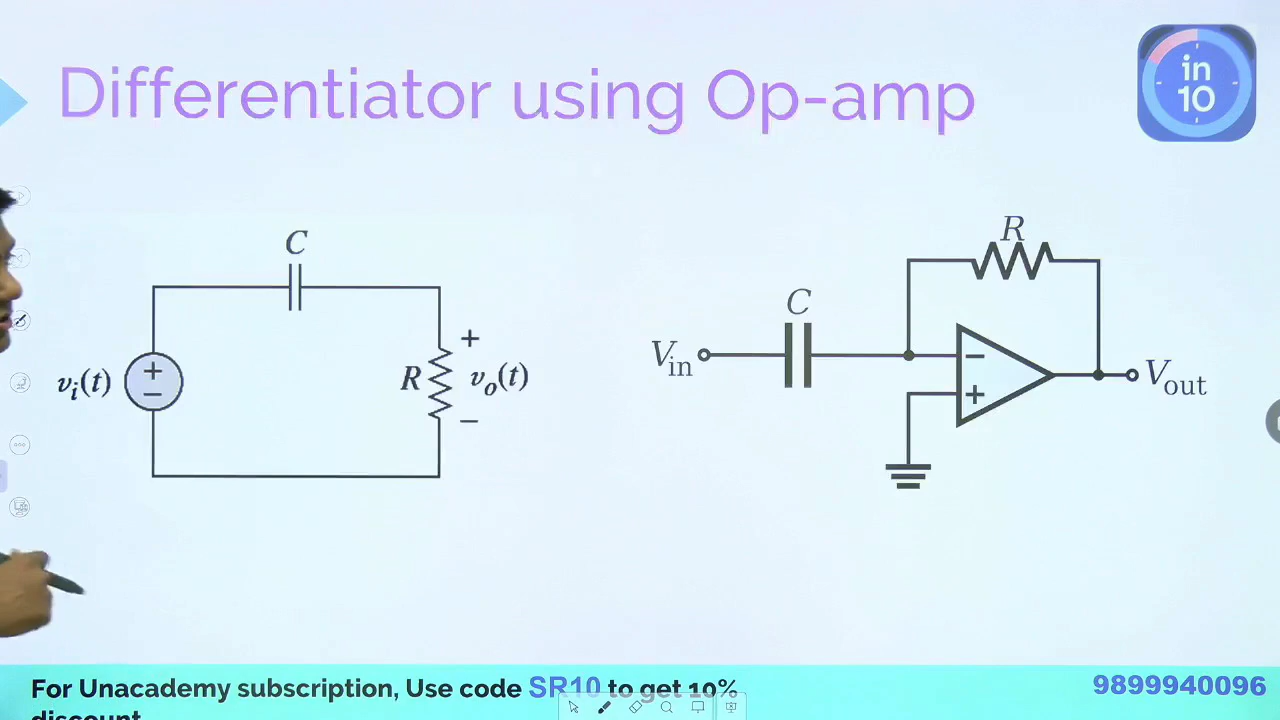 Differentiator using Op-amp
in
10
C
vᵢ(t)
+
−
R
+
vₒ(t)
−
R
C
Vin
−
+
Vout
For Unacademy subscription, Use code SR10 to get 10%
discount
9899940096